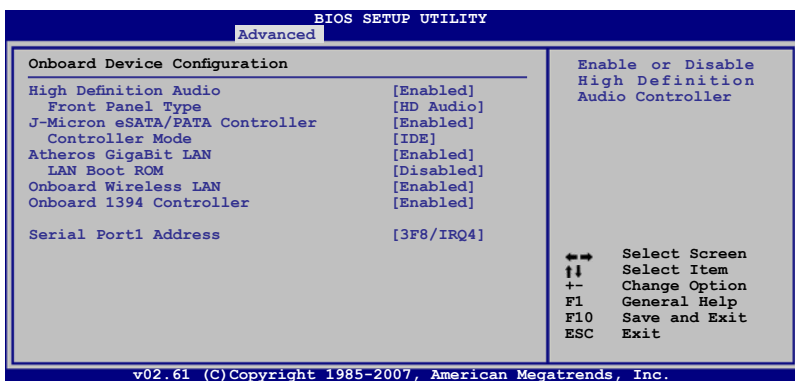 BIOS SETUP UTILITY
Advanced
Onboard Device Configuration
High Definition Audio [Enabled]
Front Panel Type [HD Audio]
J-Micron eSATA/PATA Controller [Enabled]
Controller Mode [IDE]
Atheros GigaBit LAN [Enabled]
LAN Boot ROM [Disabled]
Onboard Wireless LAN [Enabled]
Onboard 1394 Controller [Enabled]
Serial Port1 Address [3F8/IRQ4]
Enable or Disable
High Definition
Audio Controller
←→ Select Screen
↑↓ Select Item
+- Change Option
F1 General Help
F10 Save and Exit
ESC Exit
v02.61 (C)Copyright 1985-2007, American Megatrends, Inc.